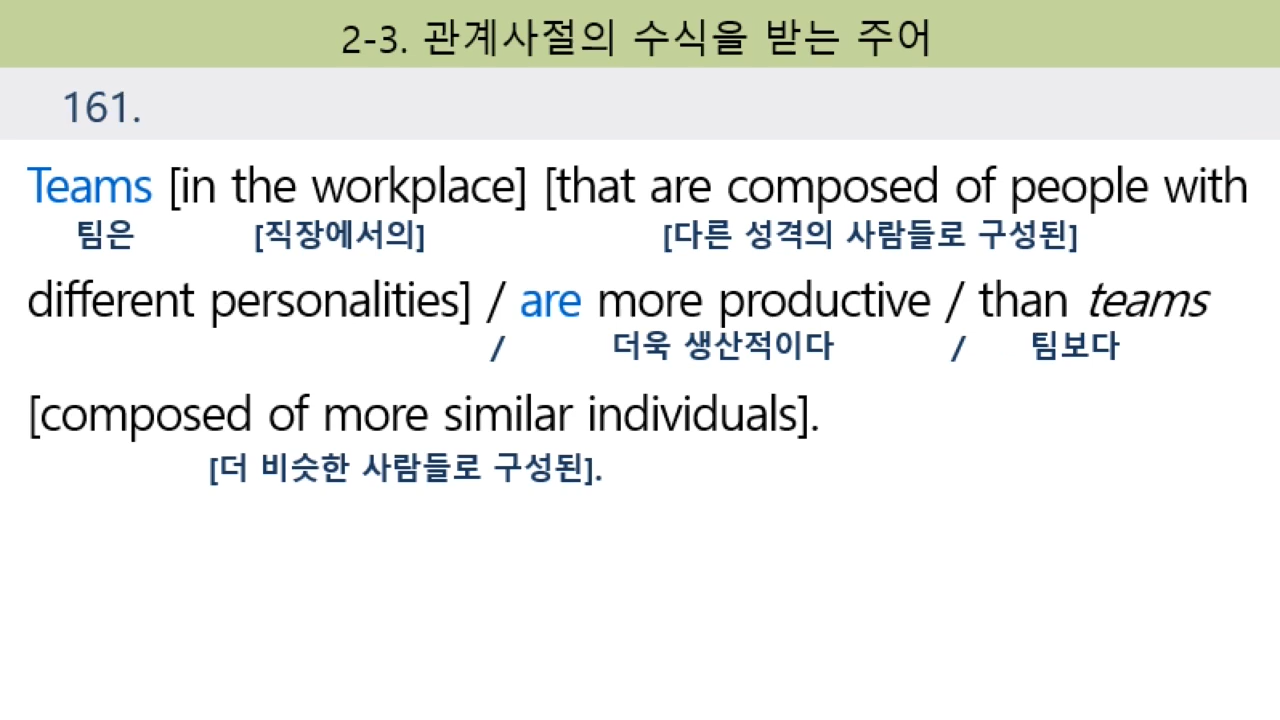 2-3. 관계사절의 수식을 받는 주어
161.
Teams [in the workplace] [that are composed of people with
팀은 [직장에서의] [다른 성격의 사람들로 구성된]
different personalities] / are more productive / than teams
/ 더욱 생산적이다 / 팀보다
[composed of more similar individuals].
[더 비슷한 사람들로 구성된].